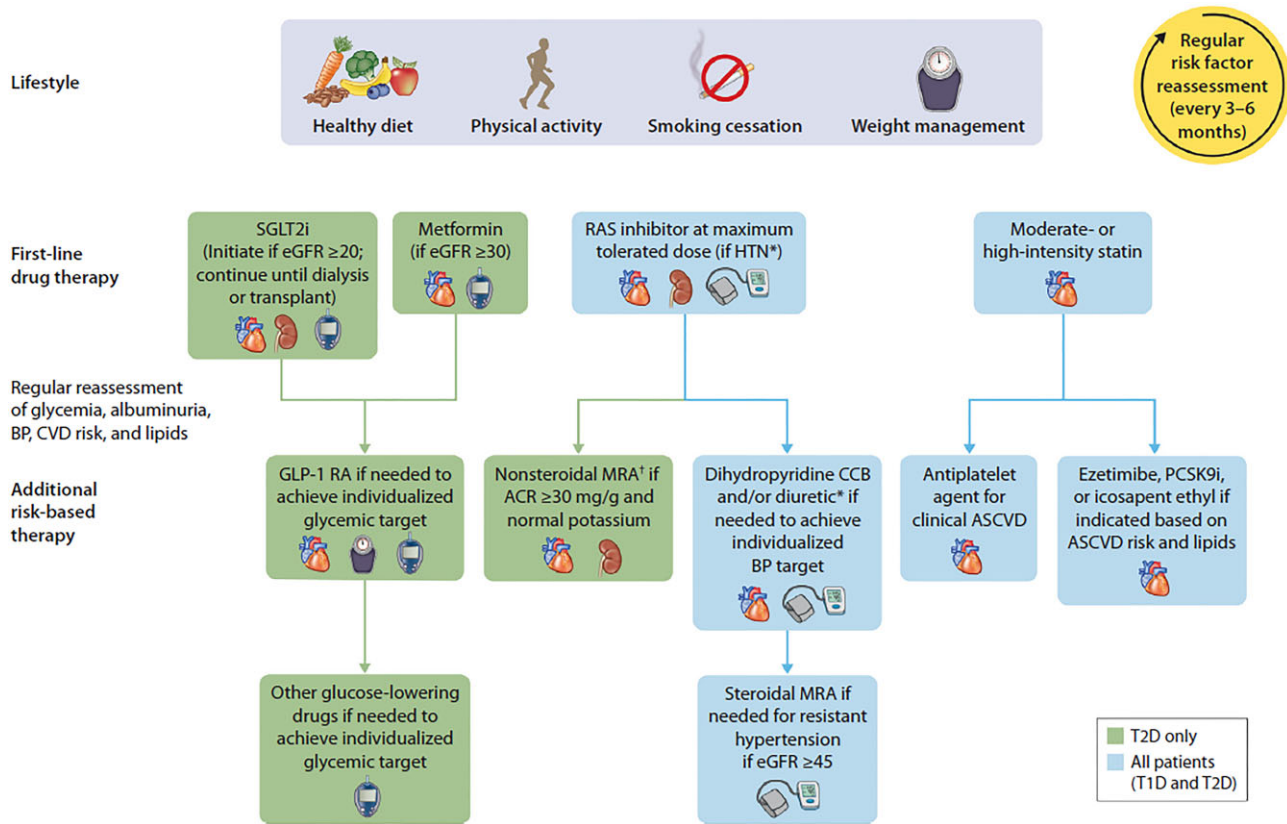 Lifestyle
Healthy diet
Physical activity
Smoking cessation
Weight management
Regular
risk factor
reassessment
(every 3–6
months)
First-line
drug therapy
SGLT2i
(Initiate if eGFR ≥20;
continue until dialysis
or transplant)
Metformin
(if eGFR ≥30)
RAS inhibitor at maximum
tolerated dose (if HTN*)
Moderate- or
high-intensity statin
Regular reassessment
of glycemia, albuminuria,
BP, CVD risk, and lipids
Additional
risk-based
therapy
GLP-1 RA if needed to
achieve individualized
glycemic target
Nonsteroidal MRA† if
ACR ≥30 mg/g and
normal potassium
Dihydropyridine CCB
and/or diuretic* if
needed to achieve
individualized
BP target
Antiplatelet
agent for
clinical ASCVD
Ezetimibe, PCSK9i,
or icosapent ethyl if
indicated based on
ASCVD risk and lipids
Other glucose-lowering
drugs if needed to
achieve individualized
glycemic target
Steroidal MRA if
needed for resistant
hypertension
if eGFR ≥45
T2D only
All patients
(T1D and T2D)